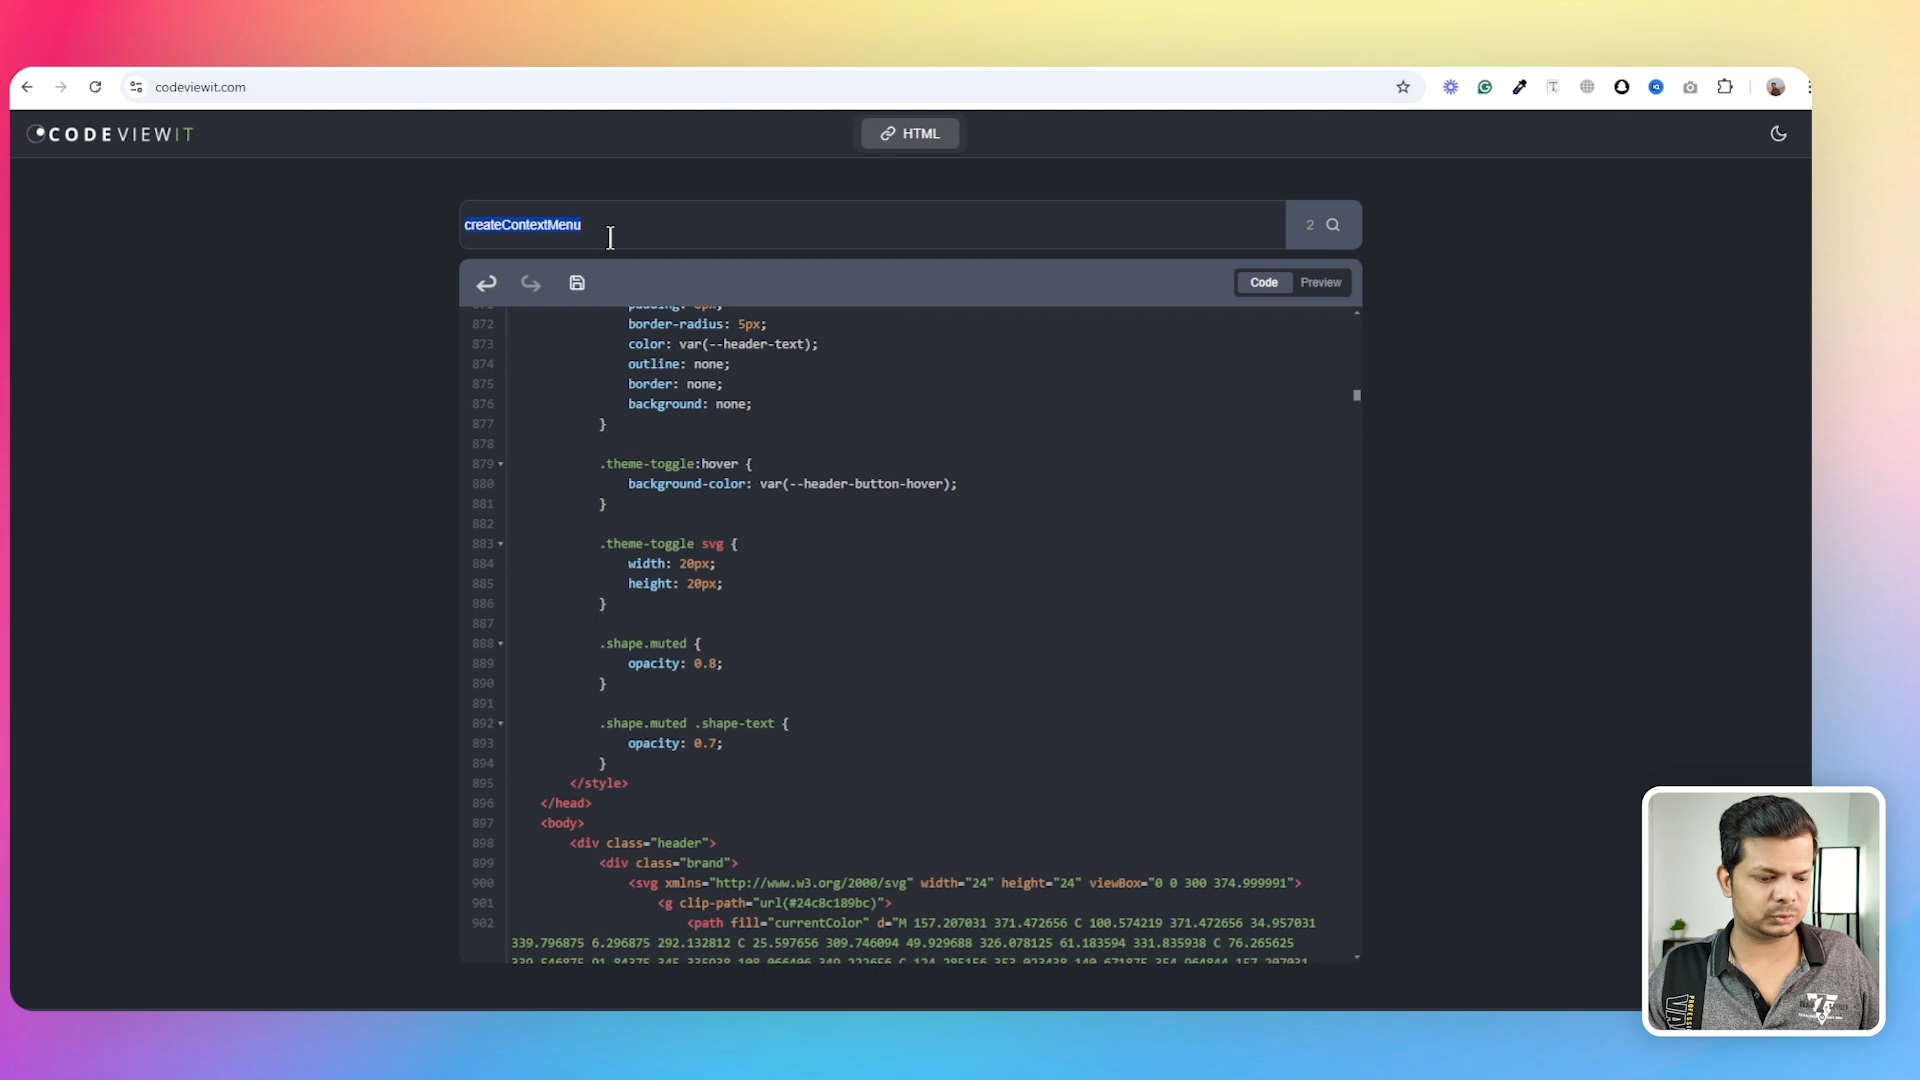 codeviewit.com
CODEVIEWIT
HTML
createContextMenu
2
Code
Preview
872 border-radius: 5px;
873 color: var(--header-text);
874 outline: none;
875 border: none;
876 background: none;
877 }
878
879 .theme-toggle:hover {
880 background-color: var(--header-button-hover);
881 }
882
883 .theme-toggle svg {
884 width: 20px;
885 height: 20px;
886 }
887
888 .shape.muted {
889 opacity: 0.8;
890 }
891
892 .shape.muted .shape-text {
893 opacity: 0.7;
894 }
895 </style>
896 </head>
897 <body>
898 <div class="header">
899 <div class="brand">
900 <svg xmlns="http://www.w3.org/2000/svg" width="24" height="24" viewBox="0 0 300 374.999991">
901 <g clip-path="url(#24c8c189bc)">
902 <path fill="currentColor" d="M 157.207031 371.472656 C 100.574219 371.472656 34.957031
339.796875 6.296875 292.132812 C 25.597656 309.746094 49.929688 326.078125 61.183594 331.835938 C 76.265625